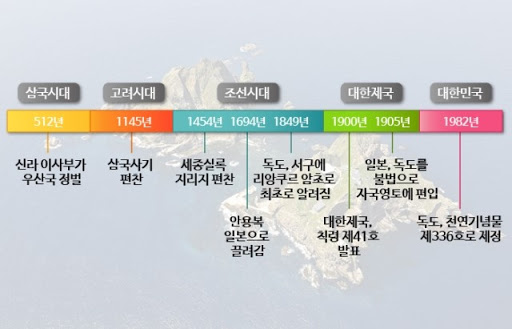 삼국시대
고려시대
조선시대
대한제국
대한민국
512년
1145년
1454년
1694년
1849년
1900년
1905년
1982년
신라 이사부가
우산국 정벌
삼국사기
편찬
세종실록
지리지 편찬
안용복
일본으로
끌려감
독도, 서구에
리앙쿠르 암초로
최초로 알려짐
대한제국,
칙령 제41호
발표
일본, 독도를
불법으로
자국영토에 편입
독도, 천연기념물
제336호로 제정